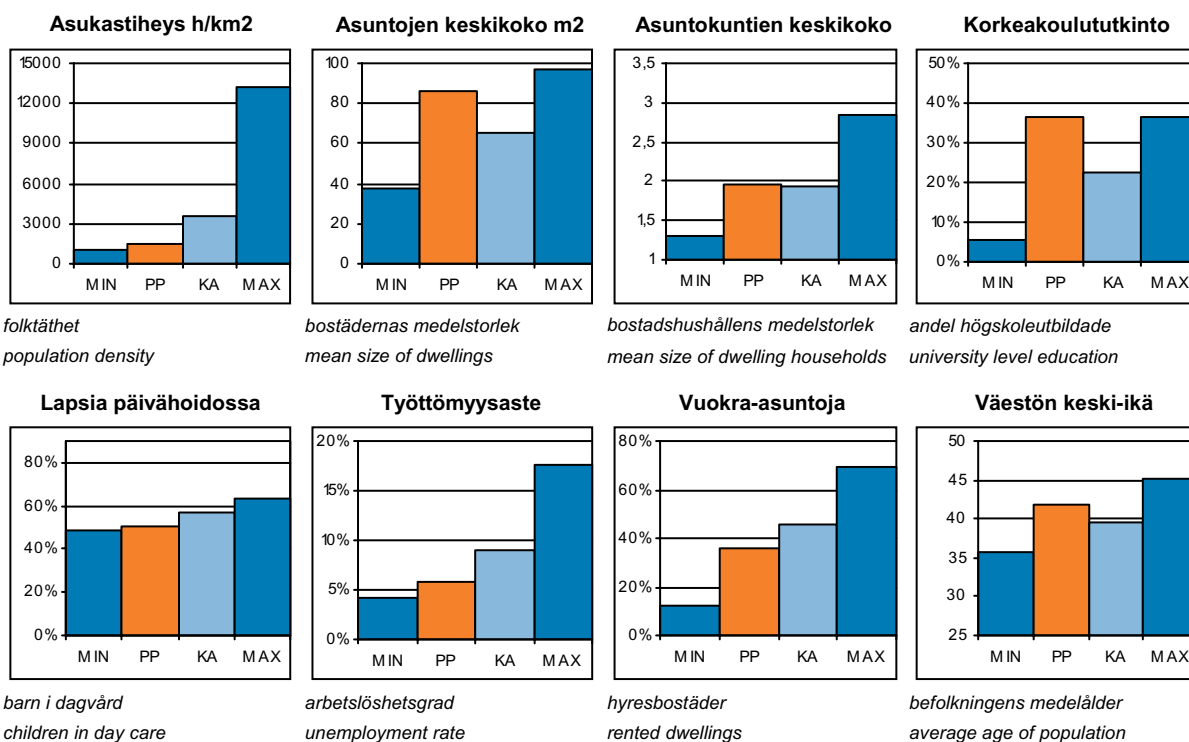 Asukastiheys h/km2
15000
12000
9000
6000
3000
0
MIN PP KA MAX
folktäthet
population density
Asuntojen keskikoko m2
100
80
60
40
20
0
MIN PP KA MAX
bostädernas medelstorlek
mean size of dwellings
Asuntokuntien keskikoko
3,5
3
2,5
2
1,5
1
MIN PP KA MAX
bostadshushållens medelstorlek
mean size of dwelling households
Korkeakoulututkinto
50%
40%
30%
20%
10%
0%
MIN PP KA MAX
andel högskoleutbildade
university level education
Lapsia päivähoidossa
80%
60%
40%
20%
0%
MIN PP KA MAX
barn i dagvård
children in day care
Työttömyysaste
20%
15%
10%
5%
0%
MIN PP KA MAX
arbetslöshetsgrad
unemployment rate
Vuokra-asuntoja
80%
60%
40%
20%
0%
MIN PP KA MAX
hyresbostäder
rented dwellings
Väestön keski-ikä
50
45
40
35
30
25
MIN PP KA MAX
befolkningens medelålder
average age of population